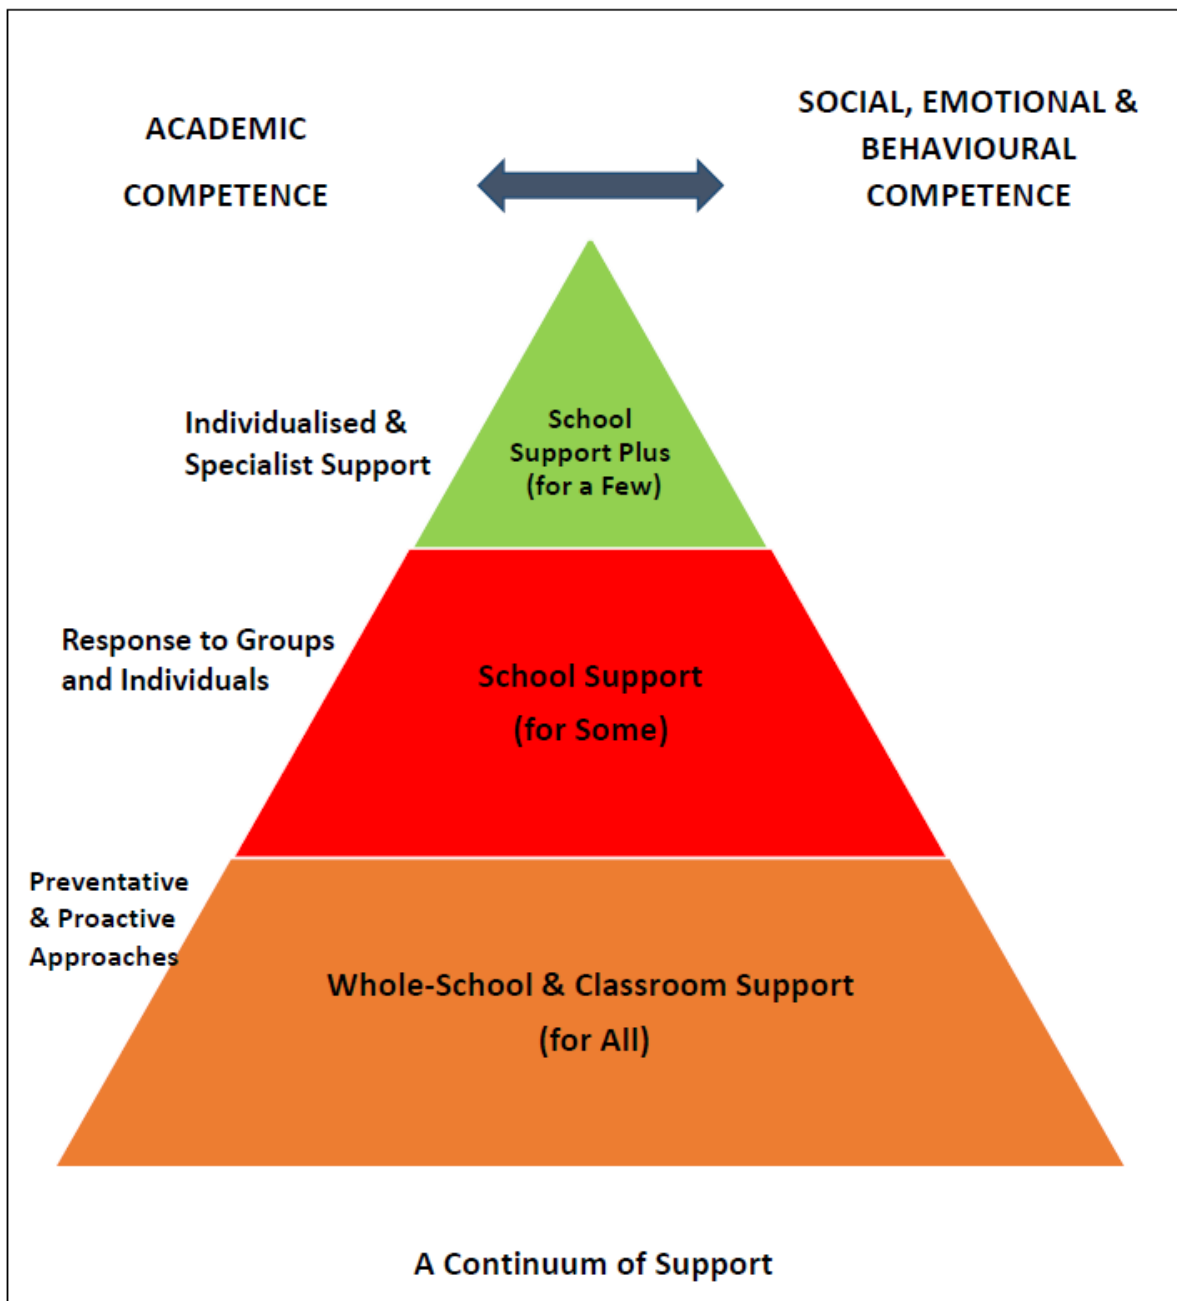 ACADEMIC
COMPETENCE
SOCIAL, EMOTIONAL &
BEHAVIOURAL
COMPETENCE
Individualised &
Specialist Support
School
Support Plus
(for a Few)
Response to Groups
and Individuals
School Support
(for Some)
Preventative
& Proactive
Approaches
Whole-School & Classroom Support
(for All)
A Continuum of Support